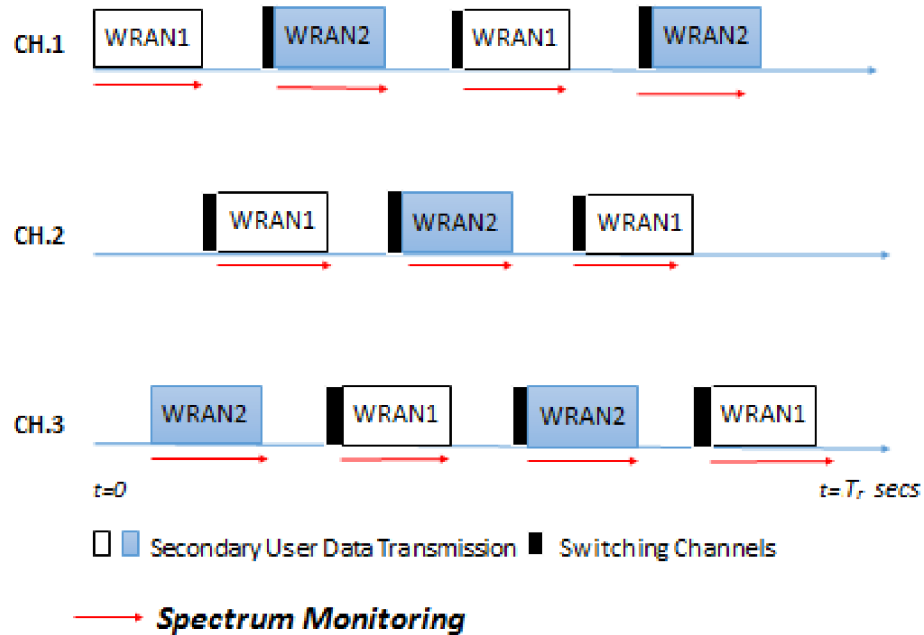 CH.1 WRAN1 WRAN2 WRAN1 WRAN2
CH.2 WRAN1 WRAN2 WRAN1
CH.3 WRAN2 WRAN1 WRAN2 WRAN1
t=0 t=Tr secs
Secondary User Data Transmission Switching Channels
Spectrum Monitoring